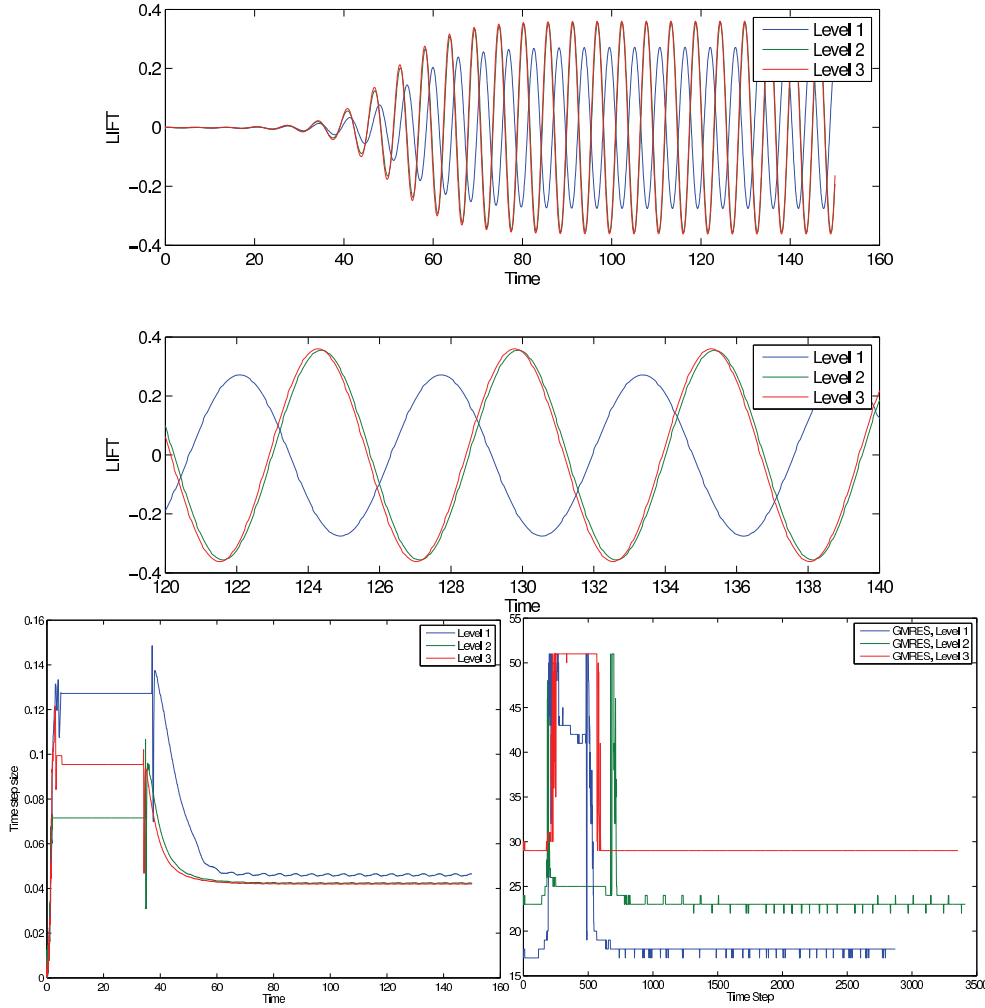 0.4
0.2
0
−0.2
−0.4
LIFT
0 20 40 60 80 100 120 140 160
Time
Level 1
Level 2
Level 3
0.4
0.2
0
−0.2
−0.4
LIFT
120 122 124 126 128 130 132 134 136 138 140
Time
Level 1
Level 2
Level 3
0.16
0.14
0.12
0.1
0.08
0.06
0.04
0.02
0
Time step size
0 20 40 60 80 100 120 140 160
Time
Level 1
Level 2
Level 3
55
50
45
40
35
30
25
20
15
0 500 1000 1500 2000 2500 3000 3500
Time Step
GMRES, Level 1
GMRES, Level 2
GMRES, Level 3